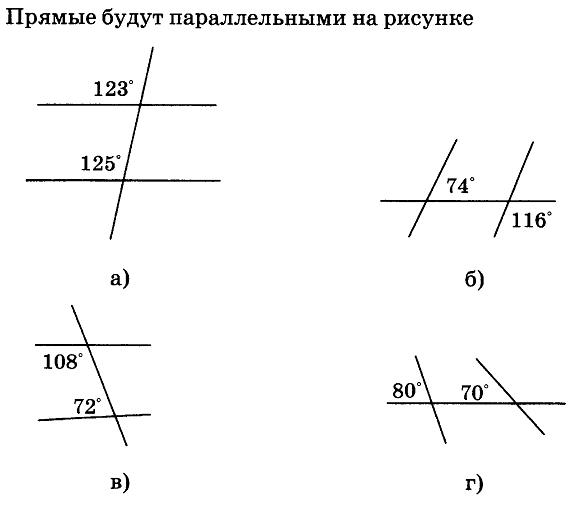 Прямые будут параллельными на рисунке
123°
125°
а)
74°
116°
б)
108°
72°
в)
80° 70°
г)